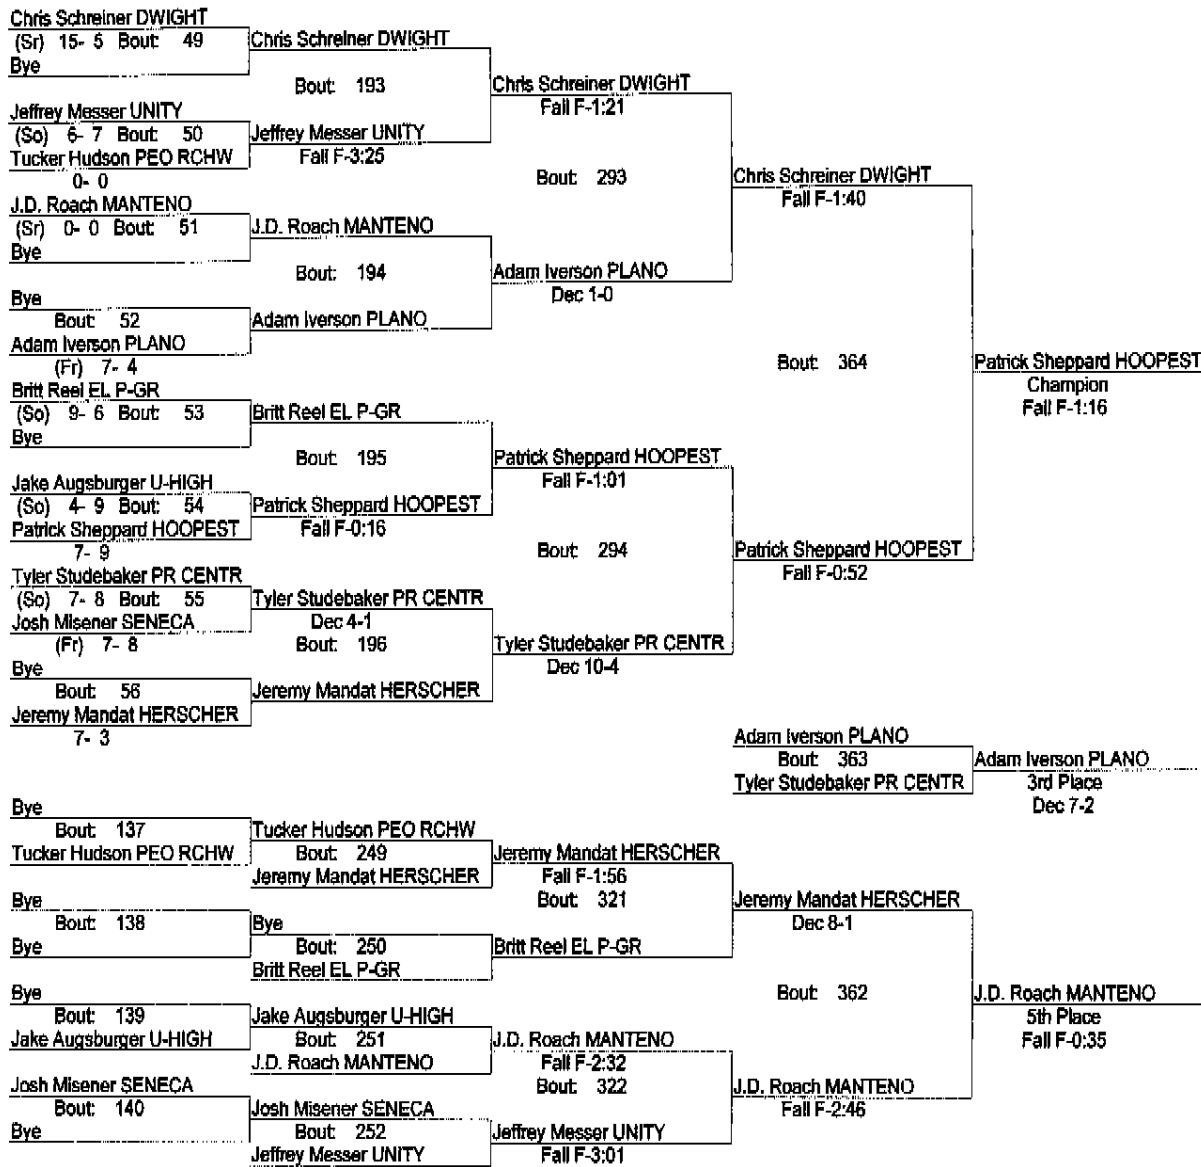 Chris Schreiner DWIGHT
(Sr) 15- 5 Bout: 49
Bye
Chris Schreiner DWIGHT
Bout: 193
Jeffrey Messer UNITY
(So) 6- 7 Bout: 50
Tucker Hudson PEO RCHW
0- 0
Jeffrey Messer UNITY
Fall F-3:25
Chris Schreiner DWIGHT
Fall F-1:21
Bout: 293
J.D. Roach MANTENO
(Sr) 0- 0 Bout: 51
Bye
J.D. Roach MANTENO
Bout: 194
Bye
Bout: 52
Adam Iverson PLANO
(Fr) 7- 4
Adam Iverson PLANO
Adam Iverson PLANO
Dec 1-0
Chris Schreiner DWIGHT
Fall F-1:40
Bout: 364
Patrick Sheppard HOOPEST
Champion
Fall F-1:16
Britt Reel EL P-GR
(So) 9- 6 Bout: 53
Bye
Britt Reel EL P-GR
Bout: 195
Jake Augsburger U-HIGH
(So) 4- 9 Bout: 54
Patrick Sheppard HOOPEST
7- 9
Patrick Sheppard HOOPEST
Fall F-0:16
Patrick Sheppard HOOPEST
Fall F-1:01
Bout: 294
Patrick Sheppard HOOPEST
Fall F-0:52
Tyler Studebaker PR CENTR
(So) 7- 8 Bout: 55
Josh Misener SENECA
(Fr) 7- 8
Tyler Studebaker PR CENTR
Dec 4-1
Bout: 196
Bye
Bout: 56
Jeremy Mandat HERSCHER
7- 3
Jeremy Mandat HERSCHER
Tyler Studebaker PR CENTR
Dec 10-4
Adam Iverson PLANO
Bout: 363
Tyler Studebaker PR CENTR
Adam Iverson PLANO
3rd Place
Dec 7-2
Bye
Bout: 137
Tucker Hudson PEO RCHW
Tucker Hudson PEO RCHW
Bout: 249
Jeremy Mandat HERSCHER
Jeremy Mandat HERSCHER
Fall F-1:56
Bout: 321
Bye
Bout: 138
Bye
Bye
Bout: 250
Britt Reel EL P-GR
Britt Reel EL P-GR
Jeremy Mandat HERSCHER
Dec 8-1
Bout: 362
J.D. Roach MANTENO
5th Place
Fall F-0:35
Bye
Bout: 139
Jake Augsburger U-HIGH
Jake Augsburger U-HIGH
Bout: 251
J.D. Roach MANTENO
J.D. Roach MANTENO
Fall F-2:32
Bout: 322
J.D. Roach MANTENO
Fall F-2:46
Josh Misener SENECA
Bout: 140
Bye
Josh Misener SENECA
Bout: 252
Jeffrey Messer UNITY
Jeffrey Messer UNITY
Fall F-3:01